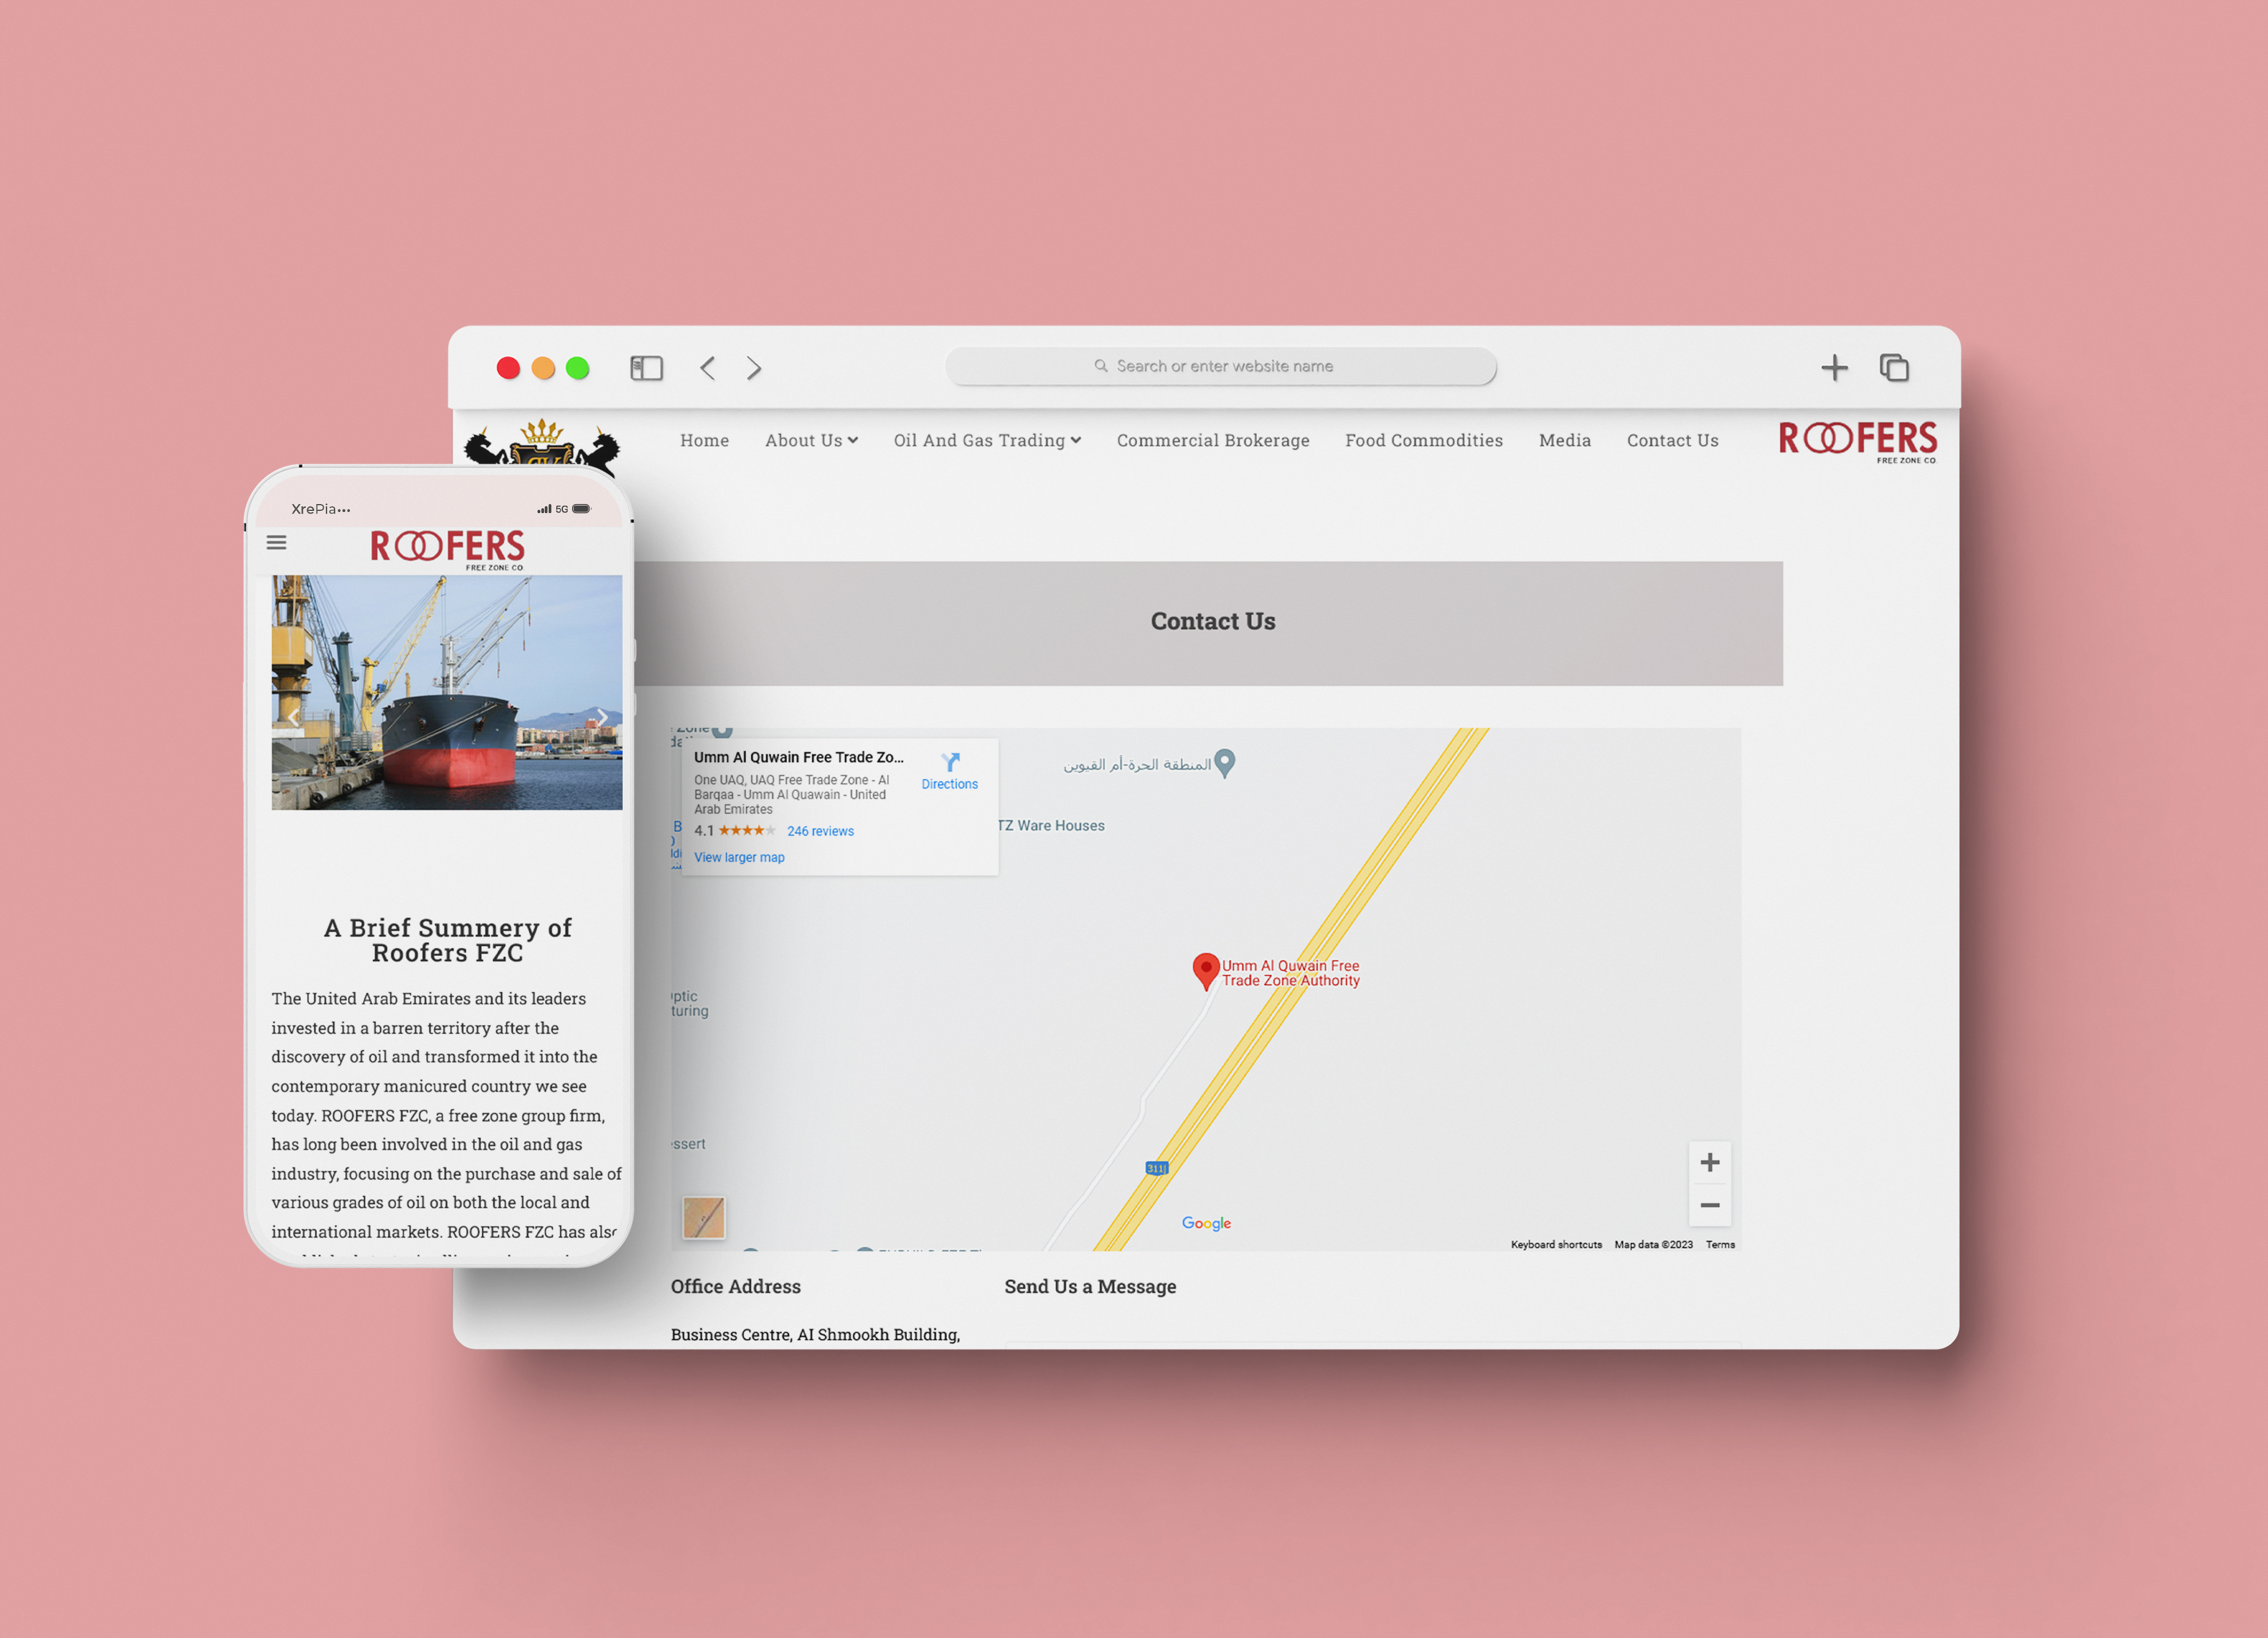 Search or enter website name
Home About Us Oil And Gas Trading Commercial Brokerage Food Commodities Media Contact Us
ROOFERS
FREE ZONE CO.
XrePia•••
5G
ROOFERS
FREE ZONE CO.
A Brief Summery of
Roofers FZC
The United Arab Emirates and its leaders
invested in a barren territory after the
discovery of oil and transformed it into the
contemporary manicured country we see
today. ROOFERS FZC, a free zone group firm,
has long been involved in the oil and gas
industry, focusing on the purchase and sale of
various grades of oil on both the local and
international markets. ROOFERS FZC has also
Contact Us
Zone
Umm Al Quwain Free Trade Zo...
One UAQ, UAQ Free Trade Zone - Al
Barqaa - Umm Al Quawain - United
Arab Emirates
4.1 246 reviews
View larger map
Directions
المنطقة الحرة-أم القيوين
TZ Ware Houses
Umm Al Quwain Free
Trade Zone Authority
ptic
turing
ssert
311
Google
Keyboard shortcuts Map data ©2023 Terms
Office Address
Business Centre, AI Shmookh Building,
Send Us a Message